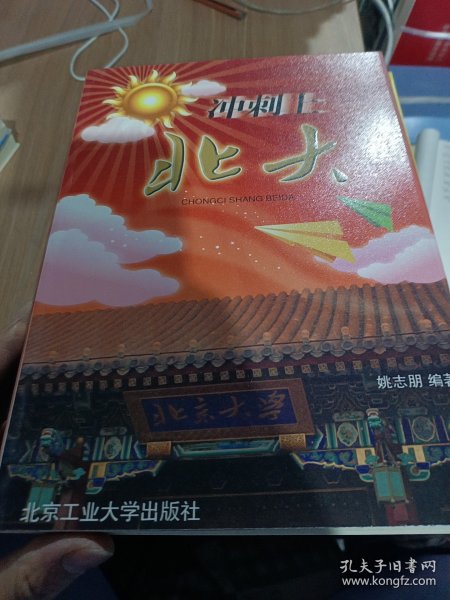 冲刺上
北大
CHONGCI SHANG BEIDA
姚志朋 编著
北京大学
北京工业大学出版社
孔夫子旧书网
www.kongfz.com